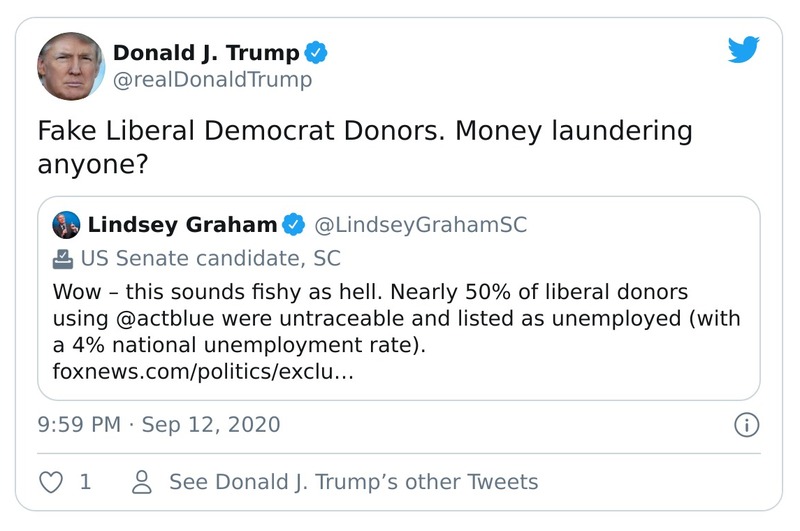 Donald J. Trump
@realDonaldTrump
Fake Liberal Democrat Donors. Money laundering
anyone?
Lindsey Graham @LindseyGrahamSC
US Senate candidate, SC
Wow – this sounds fishy as hell. Nearly 50% of liberal donors
using @actblue were untraceable and listed as unemployed (with
a 4% national unemployment rate).
foxnews.com/politics/exclu…
9:59 PM · Sep 12, 2020
1 See Donald J. Trump’s other Tweets